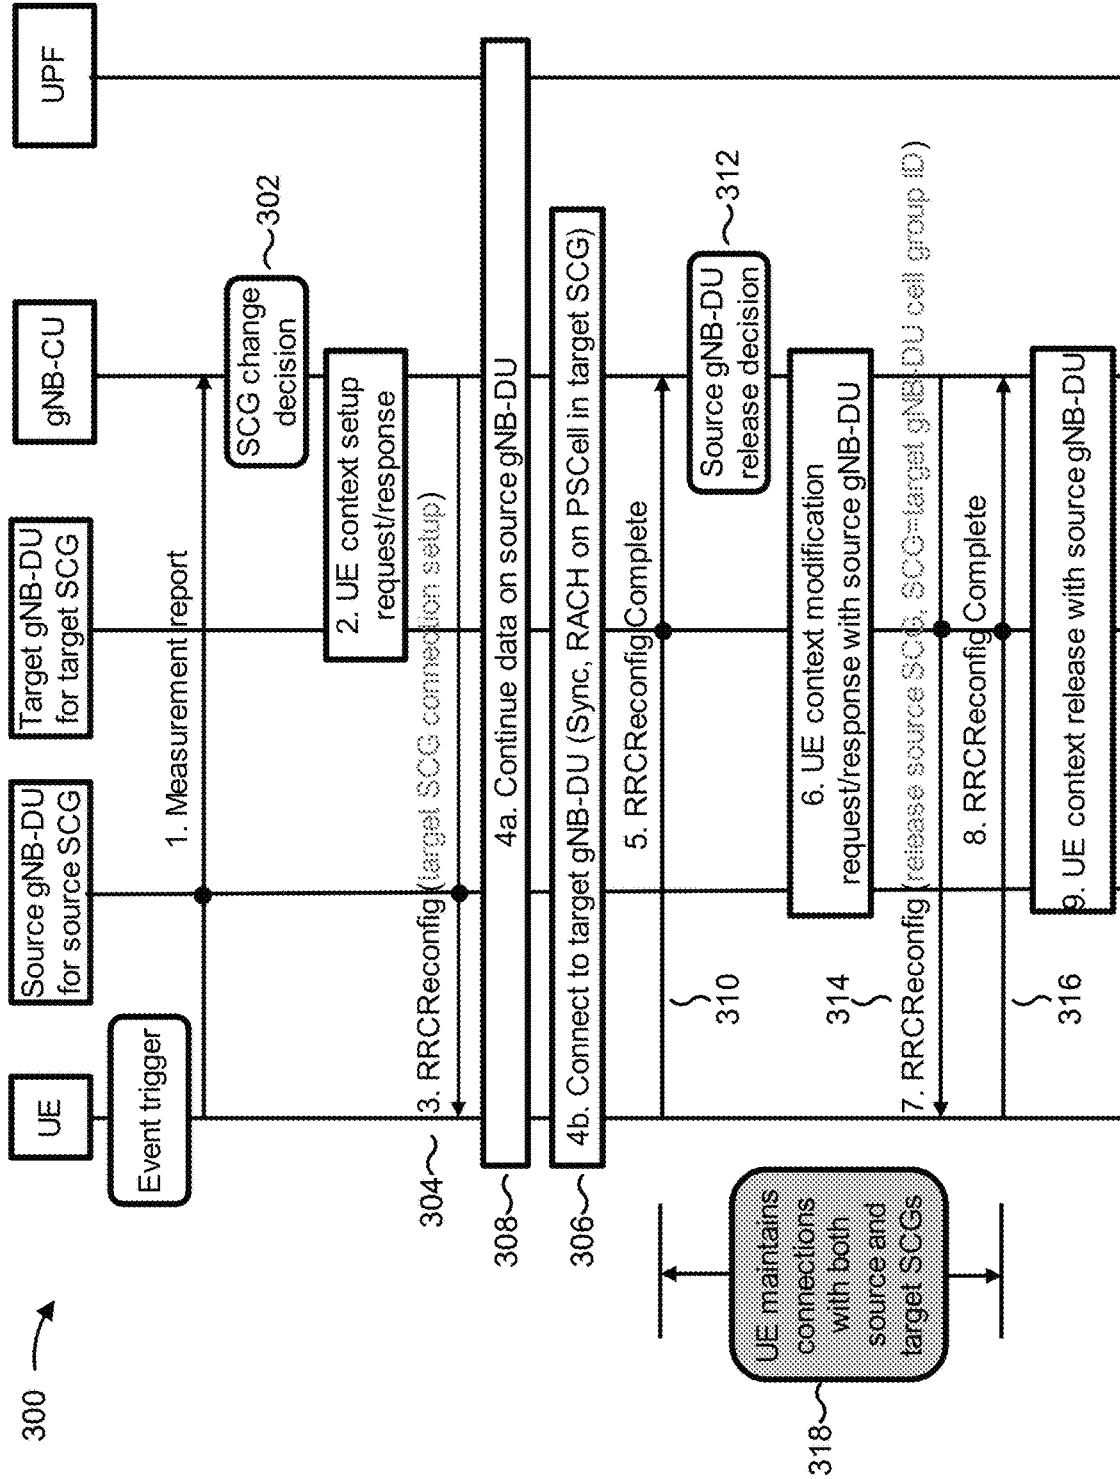 300
UE
Source gNB-DU
for source SCG
Target gNB-DU
for target SCG
gNB-CU
UPF
Event trigger
1. Measurement report
SCG change
decision
302
2. UE context setup
request/response
304
3. RRCReconfig (target SCG connection setup)
308
4a. Continue data on source gNB-DU
306
4b. Connect to target gNB-DU (Sync, RACH on PSCell in target SCG)
5. RRCReconfig Complete
310
Source gNB-DU
release decision
312
6. UE context modification
request/response with source gNB-DU
314
7. RRCReconfig (release source SCG, SCG=target gNB-DU cell group ID)
8. RRCReconfig Complete
316
9. UE context release with source gNB-DU
UE maintains
connections
with both
source and
target SCGs
318